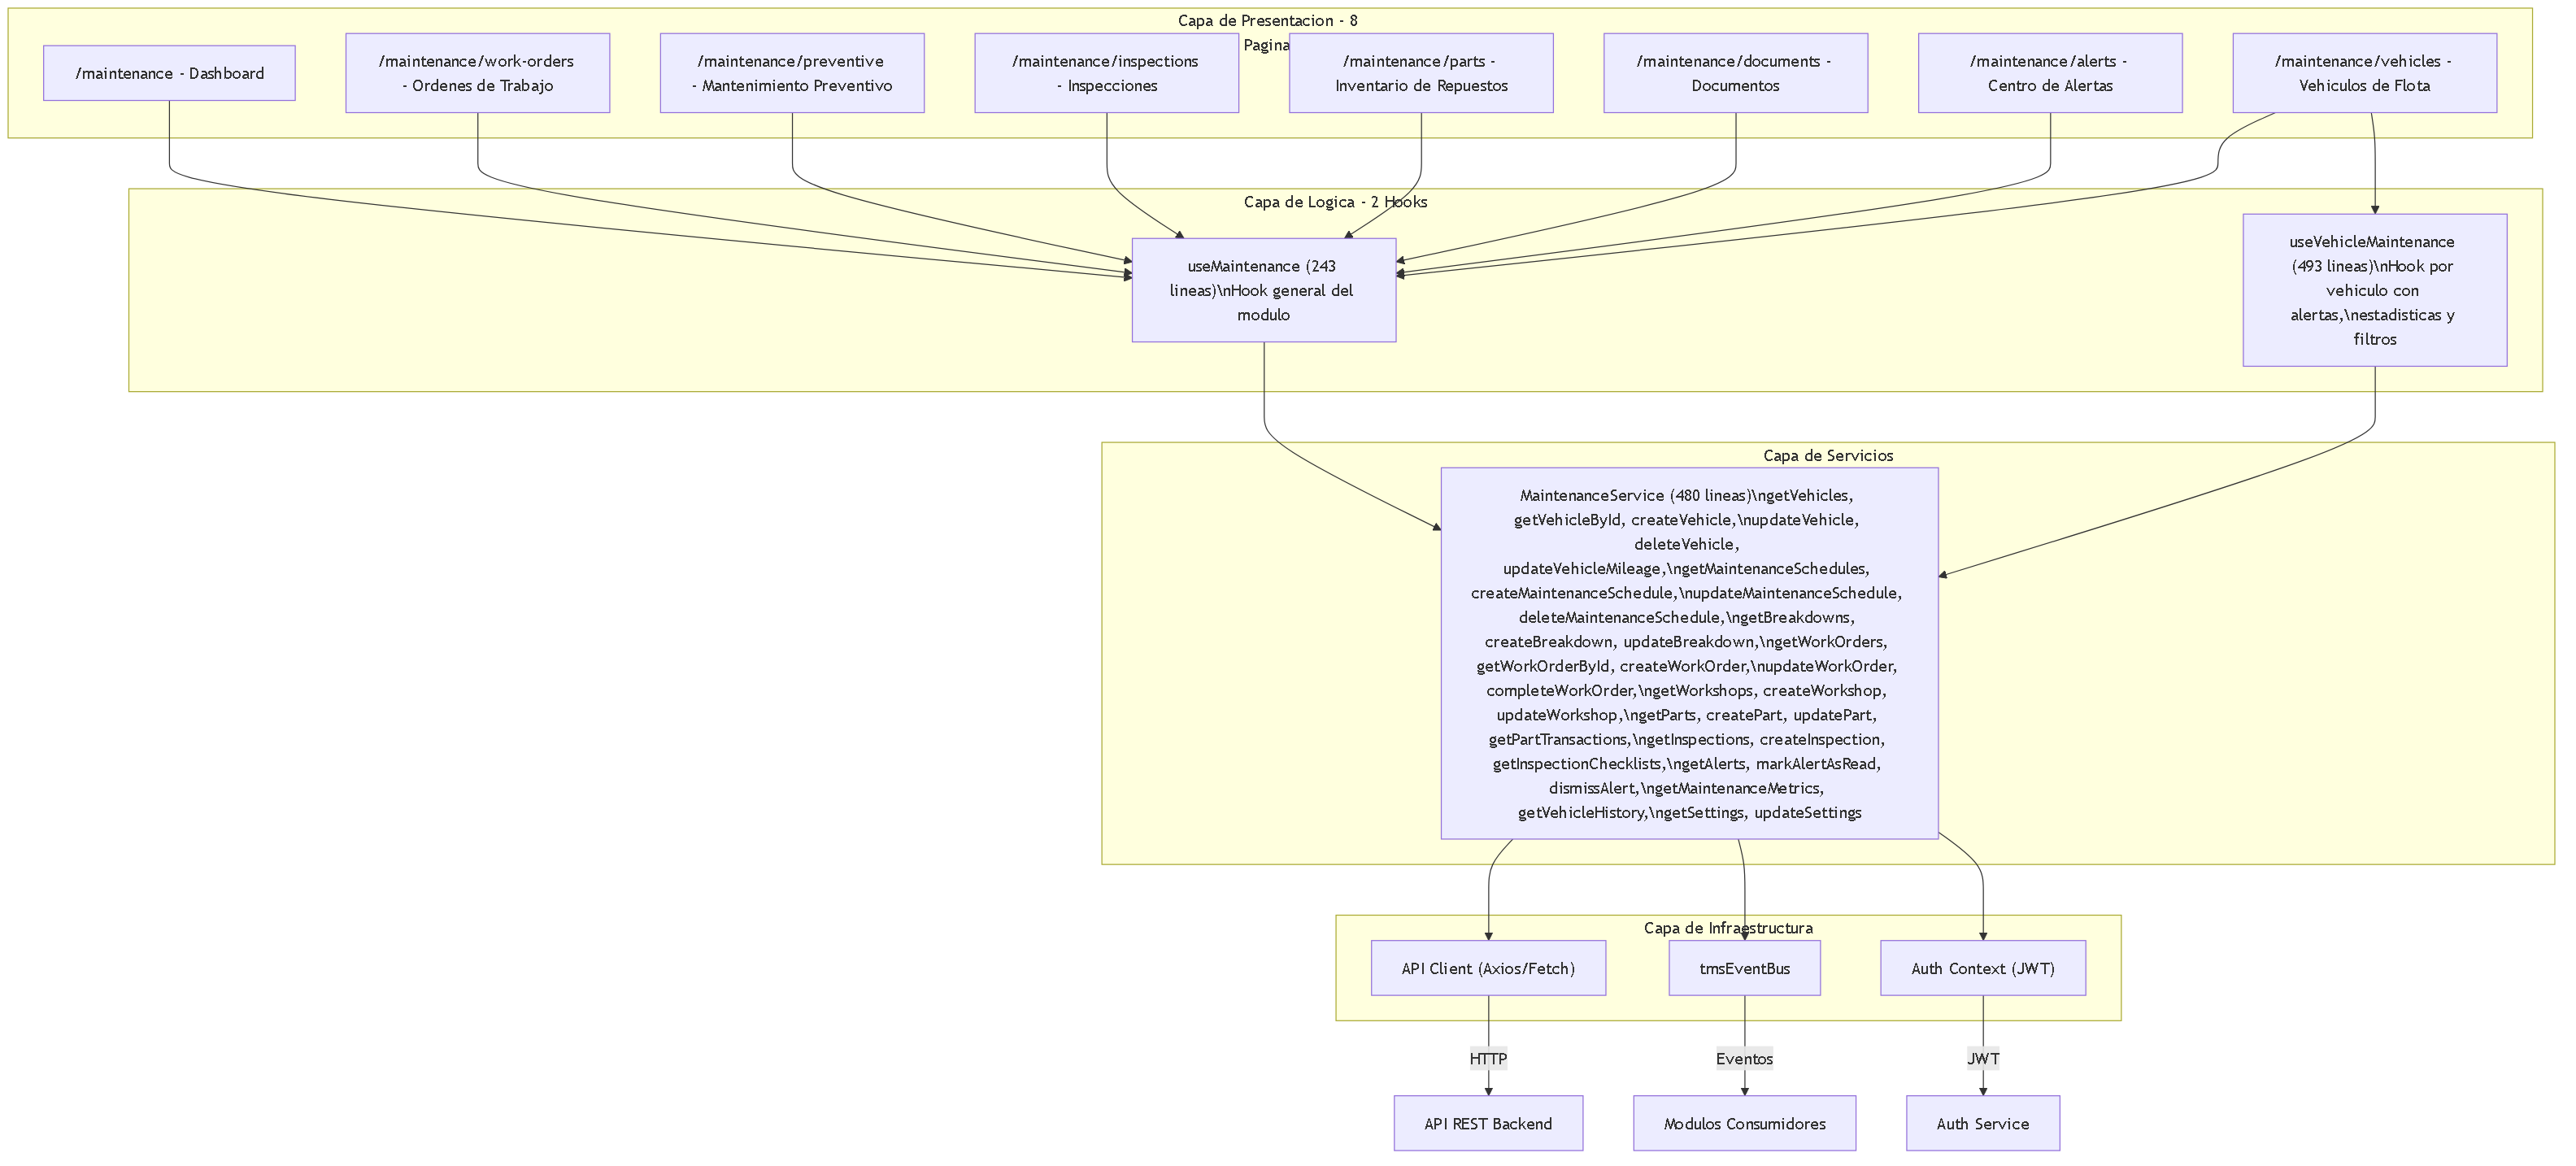 Capa de Presentacion - 8
Pagina
/maintenance - Dashboard
/maintenance/work-orders
- Ordenes de Trabajo
/maintenance/preventive
- Mantenimiento Preventivo
/maintenance/inspections
- Inspecciones
/maintenance/parts -
Inventario de Repuestos
/maintenance/documents -
Documentos
/maintenance/alerts -
Centro de Alertas
/maintenance/vehicles -
Vehiculos de Flota
Capa de Logica - 2 Hooks
useMaintenance (243
lineas)\nHook general del
modulo
useVehicleMaintenance
(493 lineas)\nHook por
vehiculo con
alertas,\nestadisticas y
filtros
Capa de Servicios
MaintenanceService (480 lineas)\ngetVehicles,
getVehicleById, createVehicle,\nupdateVehicle,
deleteVehicle,
updateVehicleMileage,\ngetMaintenanceSchedules,
createMaintenanceSchedule,\nupdateMaintenanceSchedule,
deleteMaintenanceSchedule,\ngetBreakdowns,
createBreakdown, updateBreakdown,\ngetWorkOrders,
getWorkOrderById, createWorkOrder,\nupdateWorkOrder,
completeWorkOrder,\ngetWorkshops, createWorkshop,
updateWorkshop,\ngetParts, createPart, updatePart,
getPartTransactions,\ngetInspections, createInspection,
getInspectionChecklists,\ngetAlerts, markAlertAsRead,
dismissAlert,\ngetMaintenanceMetrics,
getVehicleHistory,\ngetSettings, updateSettings
Capa de Infraestructura
API Client (Axios/Fetch)
tmsEventBus
Auth Context (JWT)
HTTP
Eventos
JWT
API REST Backend
Modulos Consumidores
Auth Service